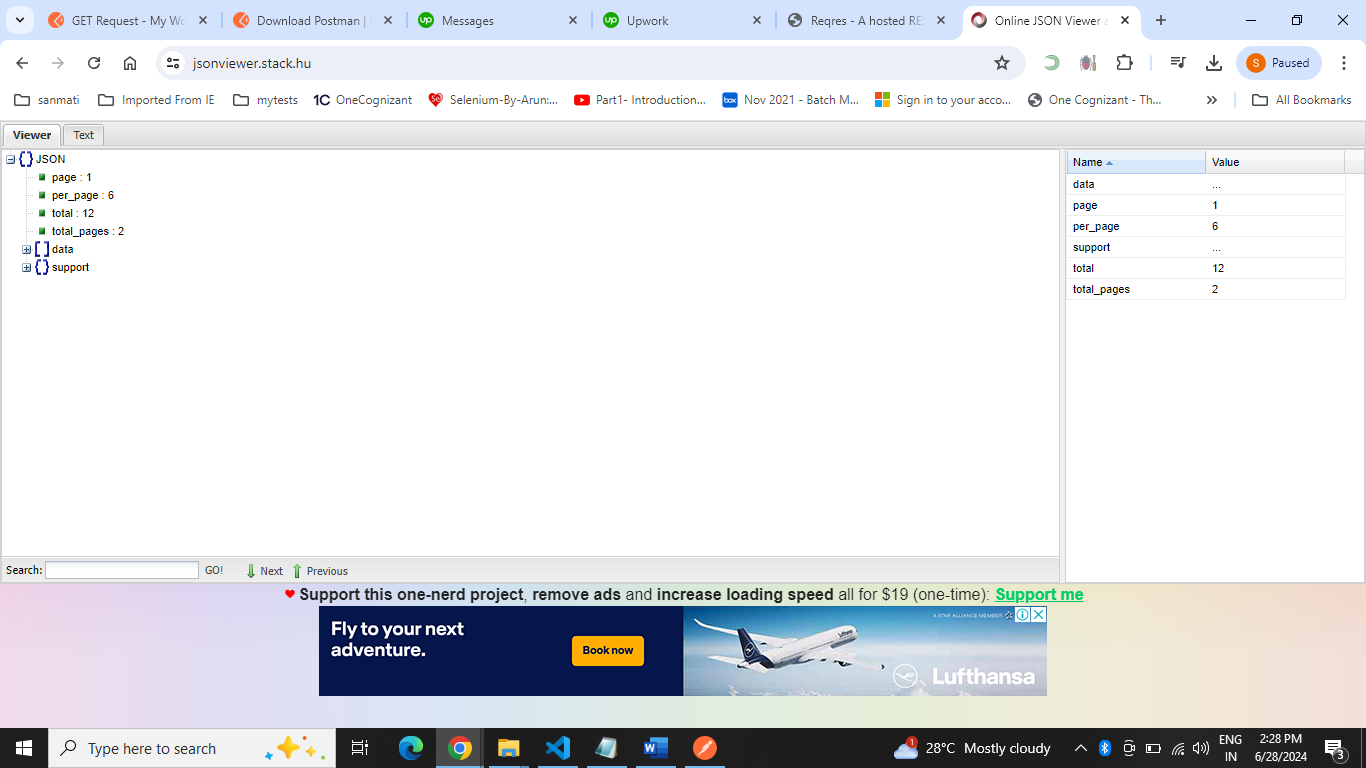 GET Request - My Wo
Download Postman |
Messages
Upwork
Reqres - A hosted RES
Online JSON Viewer a
jsonviewer.stack.hu
S Paused
sanmati
Imported From IE
mytests
1C OneCognizant
Selenium-By-Arun:...
Part1- Introduction...
box Nov 2021 - Batch M...
Sign in to your acco...
One Cognizant - Th...
»
All Bookmarks
Viewer Text
{} JSON
page : 1
per_page : 6
total : 12
total_pages : 2
[] data
{} support
Name Value
data ...
page 1
per_page 6
support ...
total 12
total_pages 2
Search: GO! Next Previous
♥ Support this one-nerd project, remove ads and increase loading speed all for $19 (one-time): Support me
Fly to your next
adventure.
Book now
A STAR ALLIANCE MEMBER
Lufthansa
Lufthansa
Type here to search
1
28°C Mostly cloudy
ENG
IN
2:28 PM
6/28/2024
3